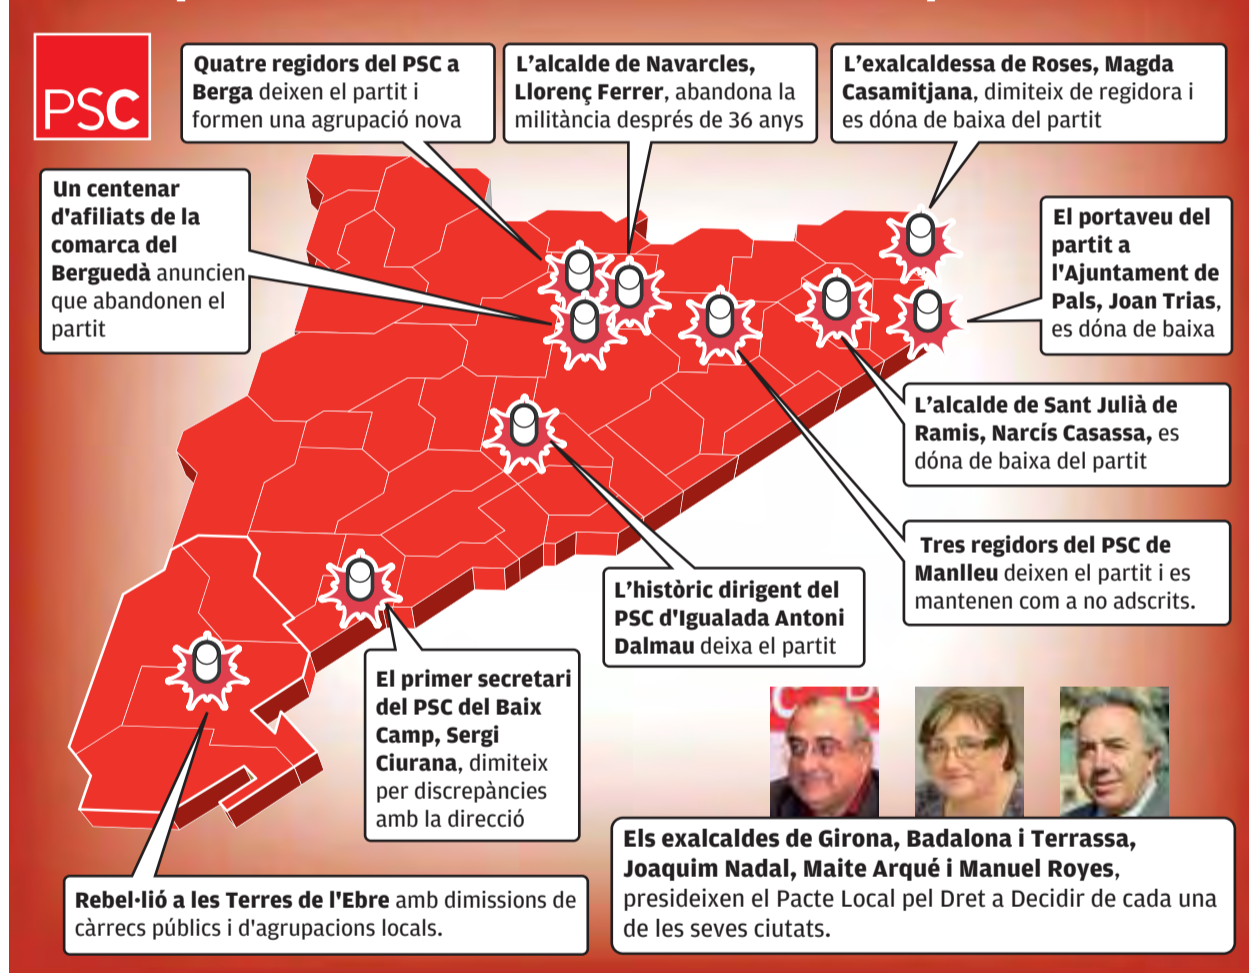 PSC
Quatre regidors del PSC a
Berga deixen el partit i
formen una agrupació nova
L'alcalde de Navarcles,
Llorenç Ferrer, abandona la
militància després de 36 anys
L'exalcaldessa de Roses, Magda
Casamitjana, dimiteix de regidora i
es dóna de baixa del partit
Un centenar
d'afiliats de la
comarca del
Berguedà anuncien
que abandonen el
partit
El portaveu del
partit a
l'Ajuntament de
Pals, Joan Trias,
es dóna de baixa
L'alcalde de Sant Julià de
Ramis, Narcís Casassa, es
dóna de baixa del partit
Tres regidors del PSC de
Manlleu deixen el partit i es
mantenen com a no adscrits.
L'històric dirigent del
PSC d'Igualada Antoni
Dalmau deixa el partit
El primer secretari
del PSC del Baix
Camp, Sergi
Ciurana, dimiteix
per discrepàncies
amb la direcció
Rebel·lió a les Terres de l'Ebre amb dimissions de
càrrecs públics i d'agrupacions locals.
Els exalcaldes de Girona, Badalona i Terrassa,
Joaquim Nadal, Maite Arqué i Manuel Royes,
presideixen el Pacte Local pel Dret a Decidir de cada una
de les seves ciutats.